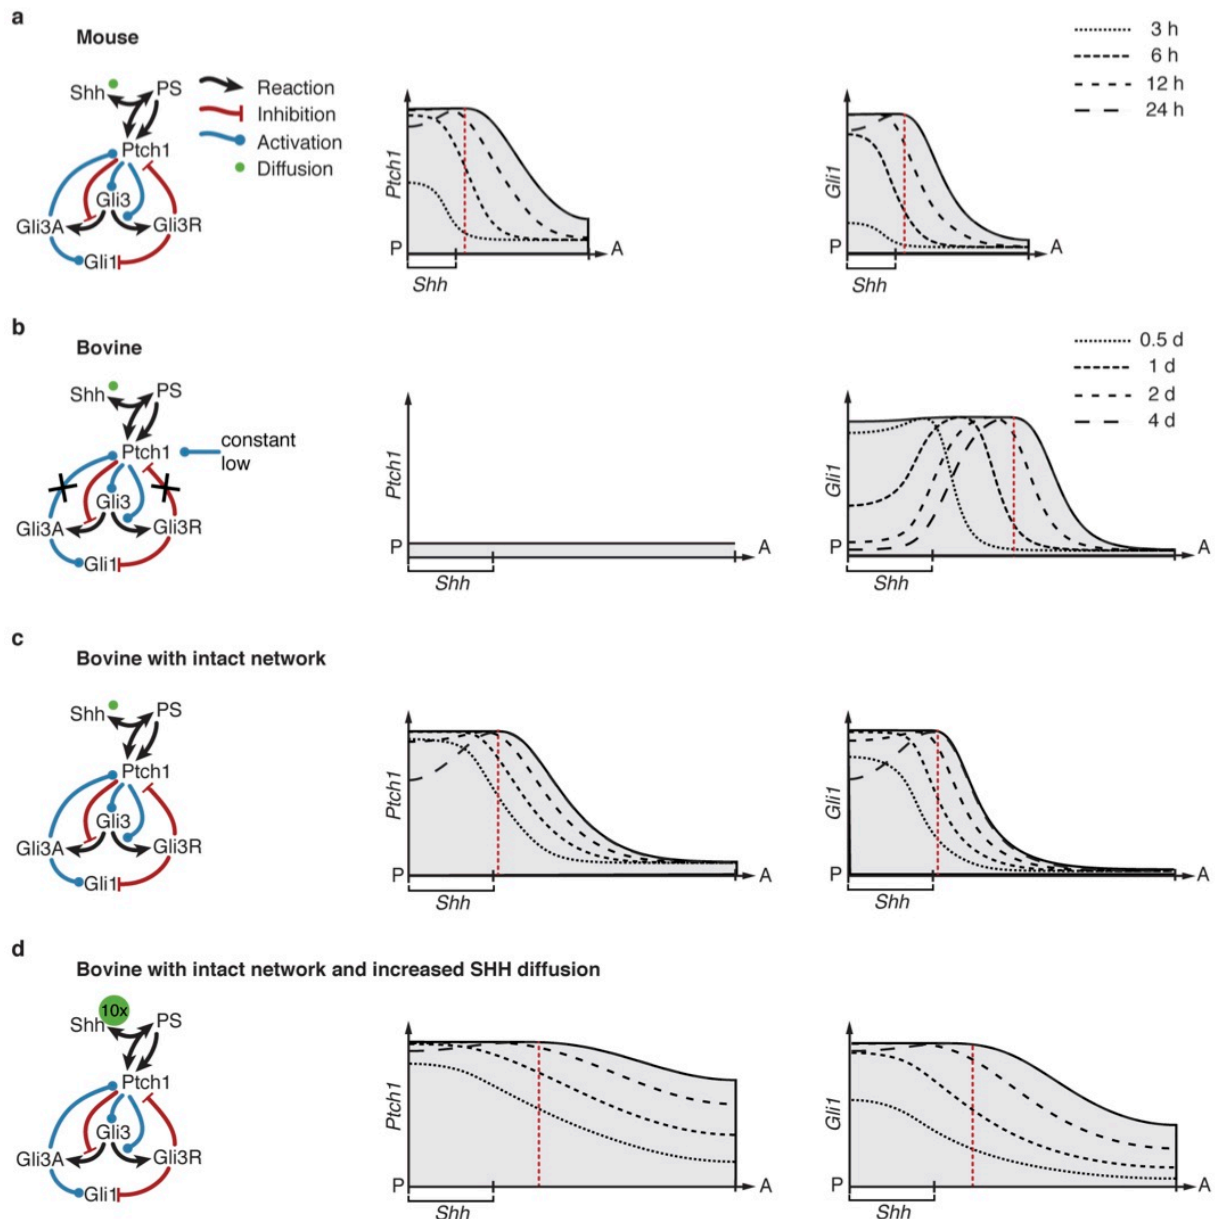 a
Mouse
Shh PS
Ptch1
Gli3
Gli3A Gli3R
Gli1
Reaction
Inhibition
Activation
Diffusion
Ptch1
P A
Shh
Gli1
P A
Shh
3 h
6 h
12 h
24 h
b
Bovine
Shh PS
Ptch1
constant
low
Gli3
Gli3A Gli3R
Gli1
Ptch1
P A
Shh
Gli1
P A
Shh
0.5 d
1 d
2 d
4 d
c
Bovine with intact network
Shh PS
Ptch1
Gli3
Gli3A Gli3R
Gli1
Ptch1
P A
Shh
Gli1
P A
Shh
d
Bovine with intact network and increased SHH diffusion
10x
Shh PS
Ptch1
Gli3
Gli3A Gli3R
Gli1
Ptch1
P A
Shh
Gli1
P A
Shh